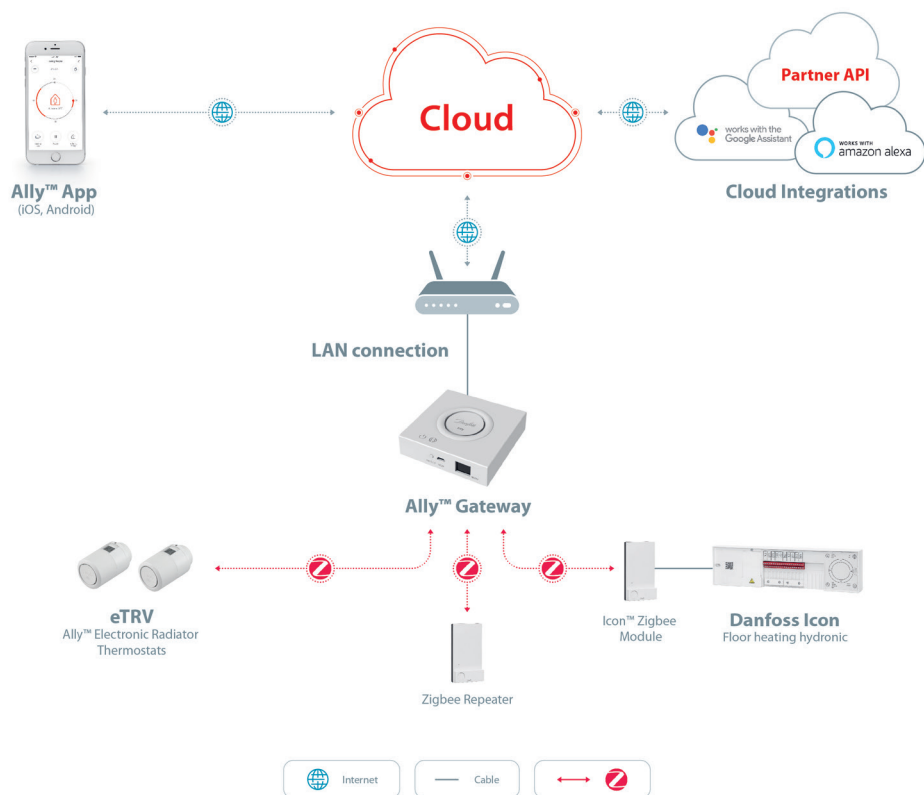 Cloud
Partner API
works with the
Google Assistant
WORKS WITH
amazon alexa
Ally™ App
(iOS, Android)
Cloud Integrations
LAN connection
Danfoss
Ally™ Gateway
eTRV
Ally™ Electronic Radiator
Thermostats
Icon™ Zigbee
Module
Danfoss Icon
Floor heating hydronic
Zigbee Repeater
Internet
Cable